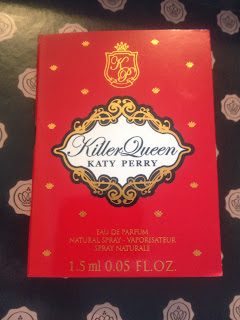 KP
Killer Queen
KATY PERRY
EAU DE PARFUM
NATURAL SPRAY - VAPORISATEUR
SPRAY NATURALE
1.5 ml 0.05 FL.OZ.